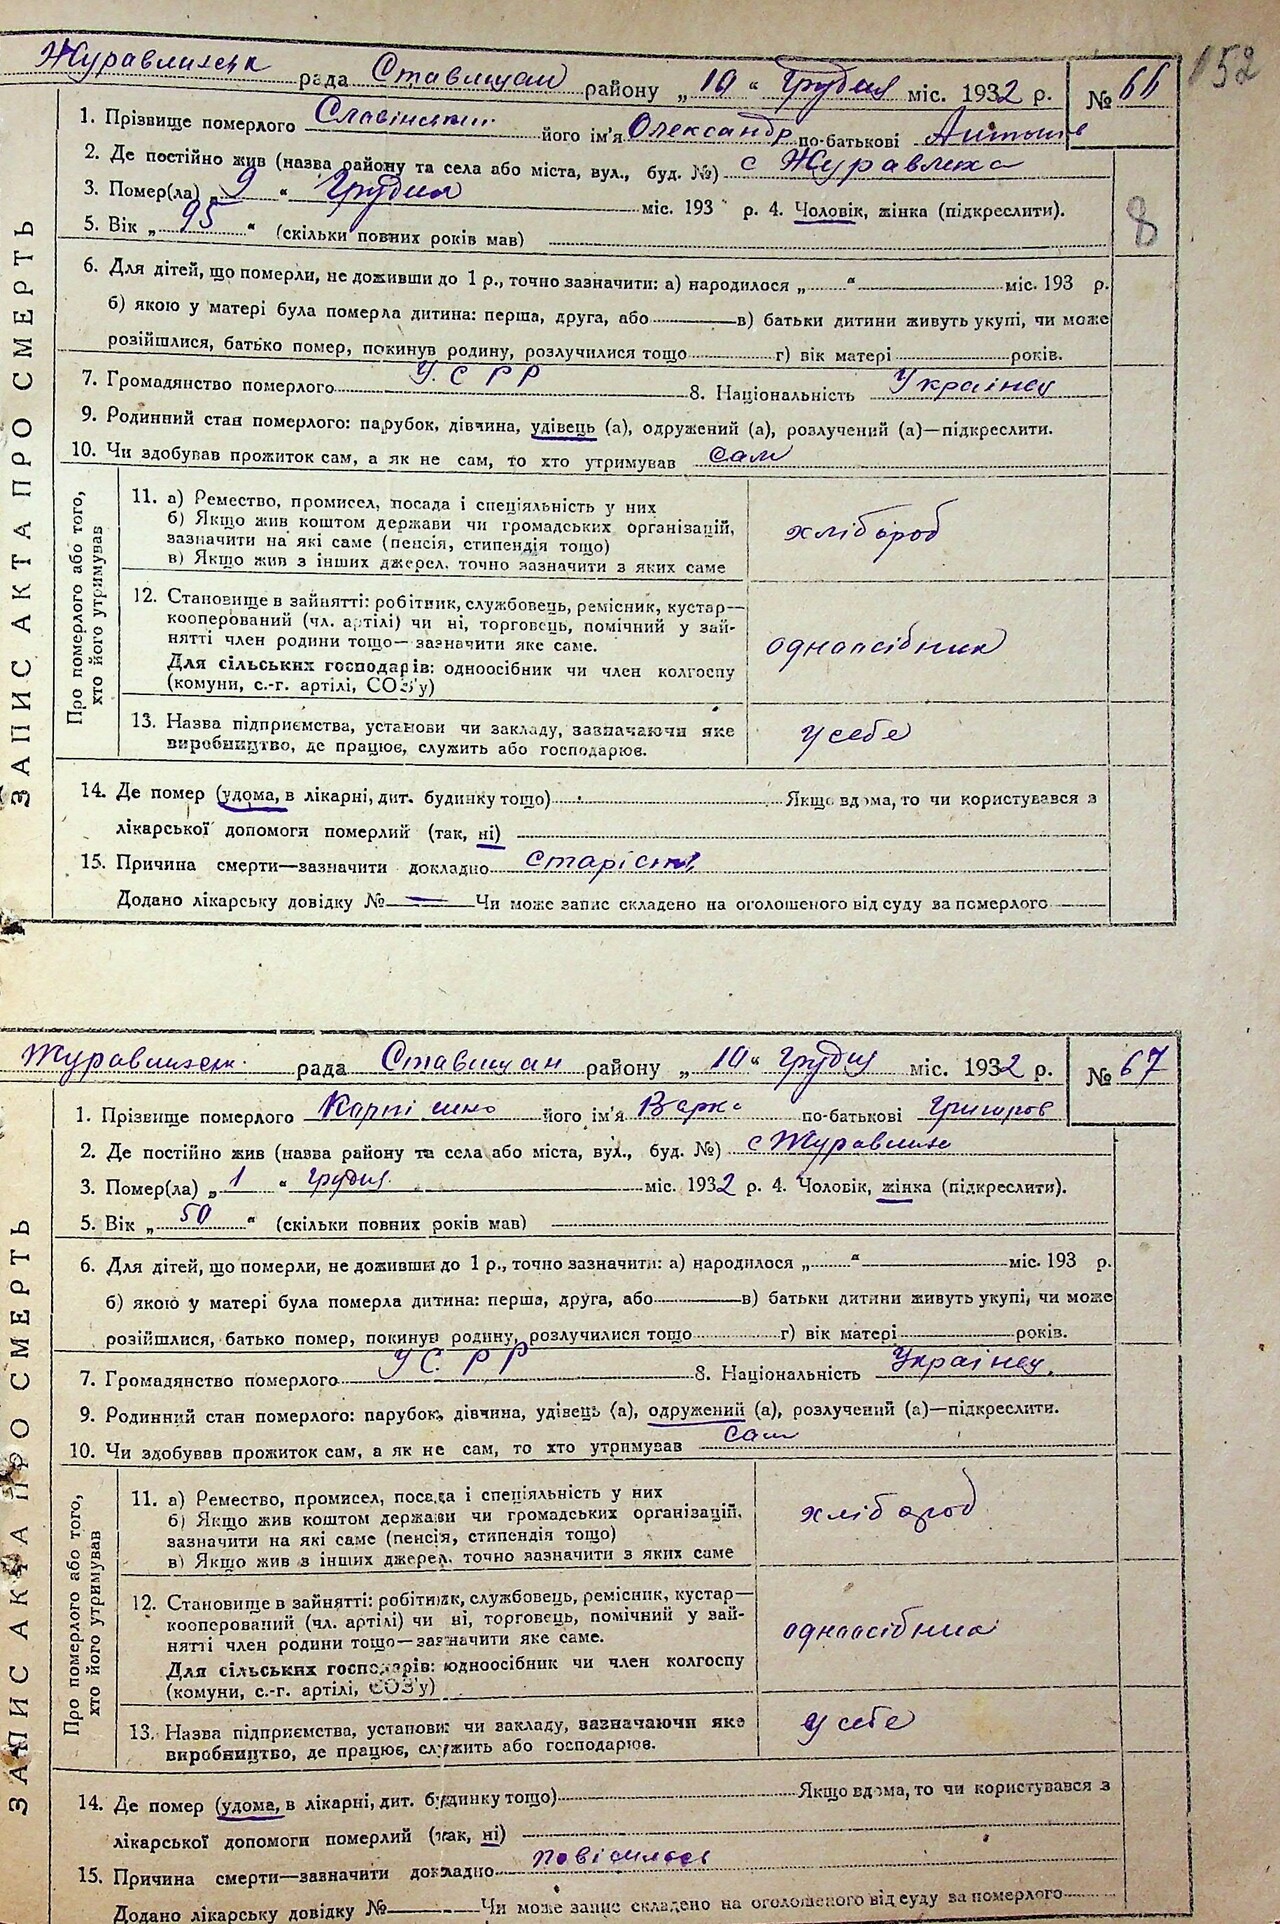 152
Журавлиськ рада Ставищан району „10“ Грудня міс. 1932 р. № 66
1. Прізвище померлого Славінський його ім'я Олександр по-батькові
2. Де постійно жив (назва району та села або міста, вул., буд. №) с Журавлиха
3. Помер(ла) 9 “ Грудня міс. 193 р. 4. Чоловік, жінка (підкреслити).
8
5. Вік „ 95 “ (скільки повних років мав)
6. Для дітей, що померли, не доживши до 1 р., точно зазначити: а) народилося „ “ міс. 193 р.
б) якою у матері була померла дитина: перша, друга, або в) батьки дитини живуть укупі, чи може
розійшлися, батько помер, покинув родину, розлучилися тощо г) вік матері років.
7. Громадянство померлого УСРР 8. Національність Українец
9. Родинний стан померлого: парубок, дівчина, удівець (а), одружений (а), розлучений (а)—підкреслити.
10. Чи здобував прожиток сам, а як не сам, то хто утримував сам
Про померлого або того,
хто його утримував
11. а) Ремество, промисел, посада і спеціяльність у них
б) Якщо жив коштом держави чи громадських організацій,
зазначити на які саме (пенсія, стипендія тощо)
в) Якщо жив з інших джерел, точно зазначити з яких саме
хлібороб
12. Становище в зайнятті: робітник, службовець, ремісник, кустар—
кооперований (чл. артілі) чи ні, торговець, помічний у зай-
нятті член родини тощо— зазначити яке саме.
Для сільських господарів: одноосібник чи член колгоспу
(комуни, с.-г. артілі, СОЗ'у)
одноосібник
13. Назва підприємства, установи чи закладу, зазначаючи яке
виробництво, де працює, служить або господарює.
у себе
14. Де помер (удома, в лікарні, дит. будинку тощо) Якщо вдома, то чи користувався з
лікарської допомоги померлий (так, ні)
15. Причина смерти—зазначити докладно старість
Додано лікарську довідку № — Чи може запис складено на оголошеного від суду за померлого
ЗАПИС АКТА ПРО СМЕРТЬ
Журавлиськ. рада Ставищан району „10“ Грудня міс. 1932 р. № 67
1. Прізвище померлого його ім'я по-батькові Григоров
2. Де постійно жив (назва району та села або міста, вул., буд. №) с Журавлиха
3. Помер(ла) „ 1 “ Грудня міс. 1932 р. 4. Чоловік, жінка (підкреслити).
5. Вік „ 50 “ (скільки повних років мав)
6. Для дітей, що померли, не доживши до 1 р., точно зазначити: а) народилося „ “ міс. 193 р.
б) якою у матері була померла дитина: перша, друга, або в) батьки дитини живуть укупі, чи може
розійшлися, батько помер, покинув родину, розлучилися тощо г) вік матері років.
7. Громадянство померлого УСРР 8. Національність Українец
9. Родинний стан померлого: парубок, дівчина, удівець (а), одружений (а), розлучений (а)—підкреслити.
10. Чи здобував прожиток сам, а як не сам, то хто утримував сам
Про померлого або того,
хто його утримував
11. а) Ремество, промисел, посада і спеціяльність у них
б) Якщо жив коштом держави чи громадських організацій,
зазначити на які саме (пенсія, стипендія тощо)
в) Якщо жив з інших джерел, точно зазначити з яких саме
хлібороб
12. Становище в зайнятті: робітник, службовець, ремісник, кустар—
кооперований (чл. артілі) чи ні, торговець, помічний у зай-
нятті член родини тощо—зазначити яке саме.
Для сільських господарів: одноосібник чи член колгоспу
(комуни, с.-г. артілі, СОЗ'у)
одноосібник
13. Назва підприємства, установи чи закладу, зазначаючи яке
виробництво, де працює, служить або господарює.
у себе
14. Де помер (удома, в лікарні, дит. будинку тощо) Якщо вдома, то чи користувався з
лікарської допомоги померлий (так, ні)
15. Причина смерти—зазначити докладно повісилась
Додано лікарську довідку № Чи може запис складено на оголошеного від суду за померлого
ЗАПИС АКТА ПРО СМЕРТЬ